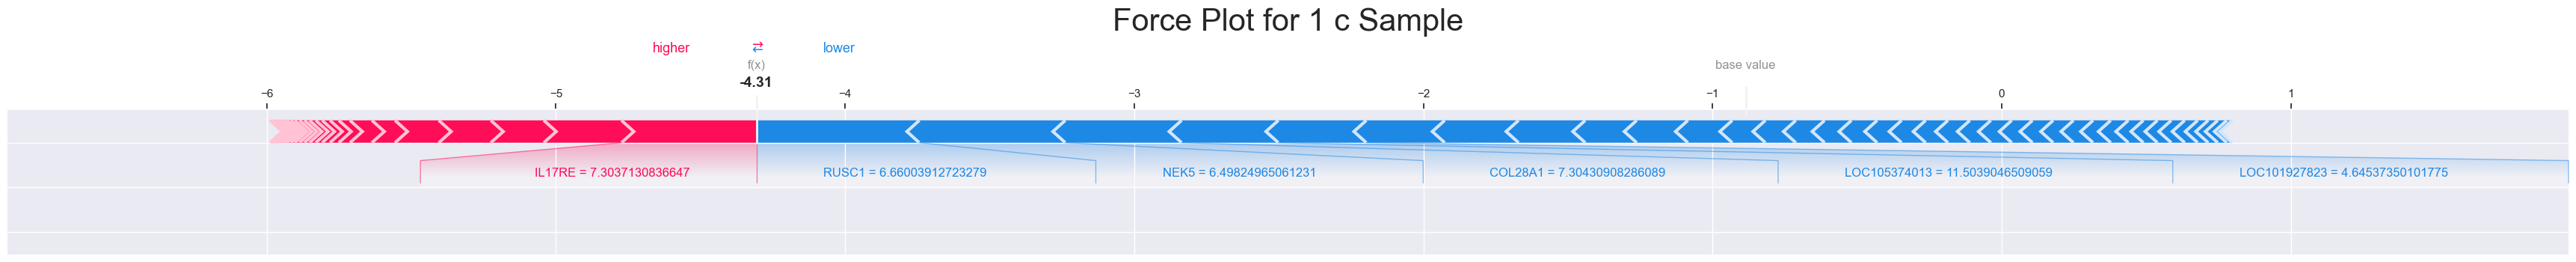 Force Plot for 1 c Sample
higher ⇄ lower
f(x) base value
-4.31
−6 −5 −4 −3 −2 −1 0 1
IL17RE = 7.3037130836647 RUSC1 = 6.66003912723279 NEK5 = 6.49824965061231 COL28A1 = 7.30430908286089 LOC105374013 = 11.5039046509059 LOC101927823 = 4.64537350101775